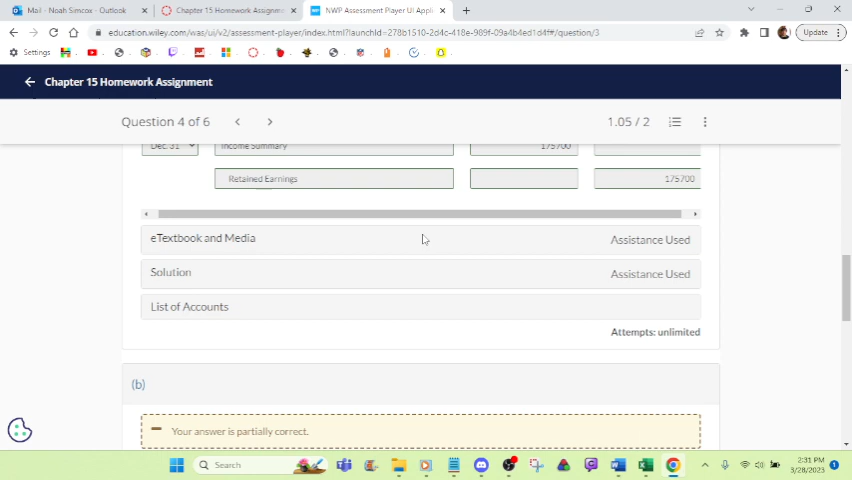 Mail - Noah Simcox - Outlook
Chapter 15 Homework Assignm
NWP Assessment Player UI Appli
education.wiley.com/was/ui/v2/assessment-player/index.html?launchId=278b1510-2d4c-418e-989f-09a4b4ed1d4f#/question/3
Update
Settings
Chapter 15 Homework Assignment
Question 4 of 6
1.05 / 2
Dec. 31
Income Summary
175700
Retained Earnings
175700
eTextbook and Media
Assistance Used
Solution
Assistance Used
List of Accounts
Attempts: unlimited
(b)
Your answer is partially correct.
Search
2:31 PM
3/28/2023